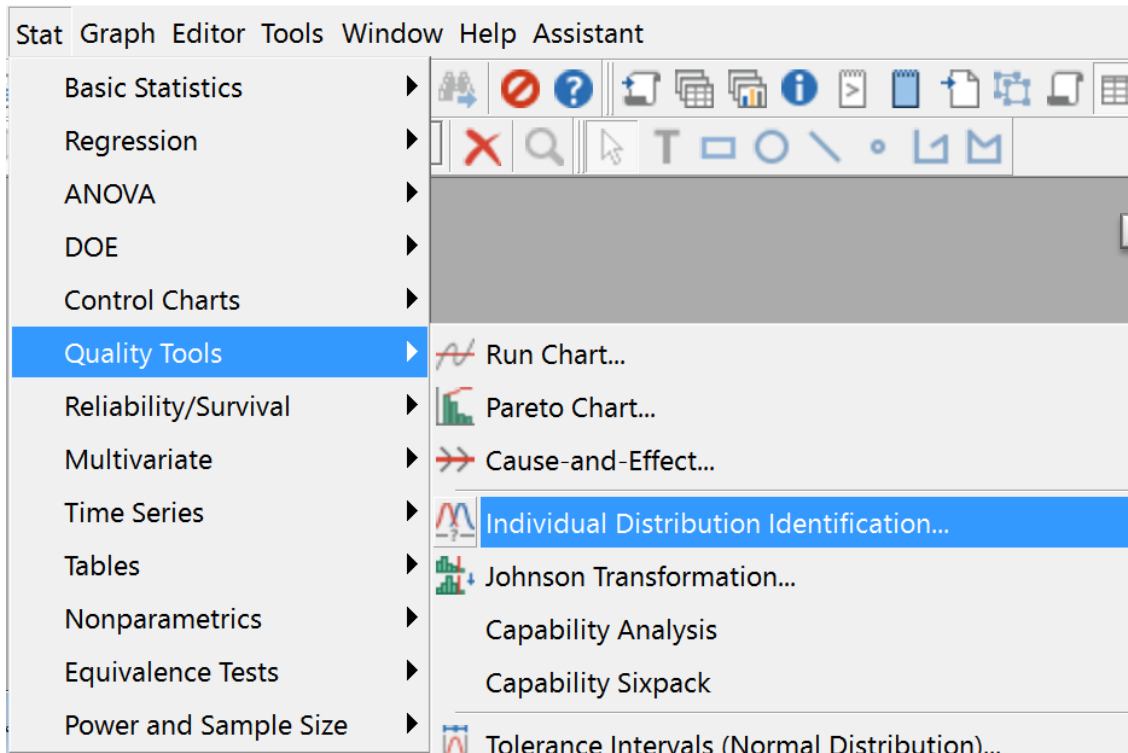 Stat Graph Editor Tools Window Help Assistant
Basic Statistics
Regression
ANOVA
DOE
Control Charts
Quality Tools
Reliability/Survival
Multivariate
Time Series
Tables
Nonparametrics
Equivalence Tests
Power and Sample Size
Run Chart...
Pareto Chart...
Cause-and-Effect...
Individual Distribution Identification...
Johnson Transformation...
Capability Analysis
Capability Sixpack
Tolerance Intervals (Normal Distribution)...